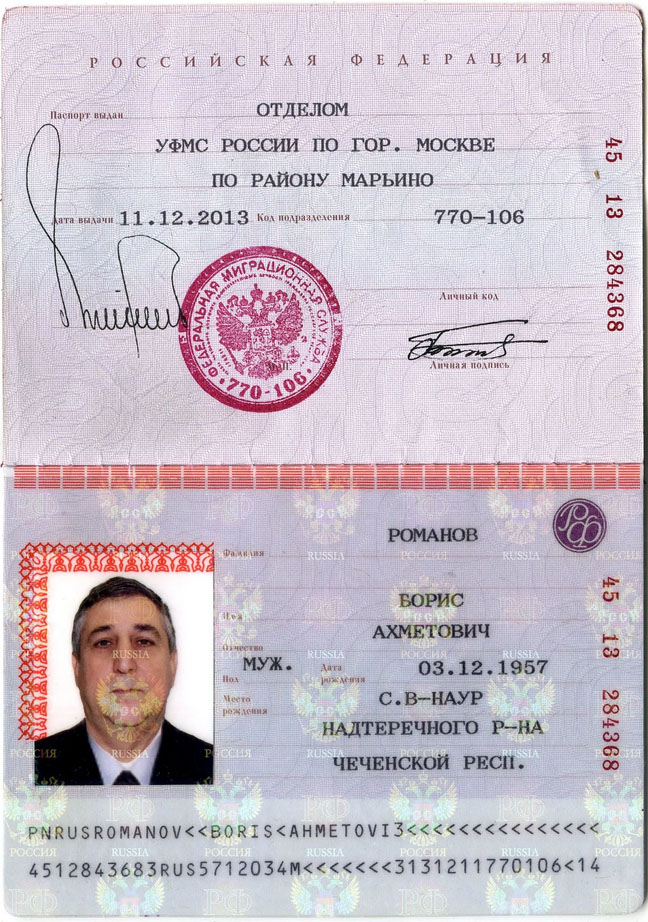 РОССИЙСКАЯ ФЕДЕРАЦИЯ
Паспорт выдан ОТДЕЛОМ
УФМС РОССИИ ПО ГОР. МОСКВЕ
ПО РАЙОНУ МАРЬИНО
Дата выдачи 11.12.2013 Код подразделения 770-106
45 13 284368
Личный код
ФЕДЕРАЛЬНАЯ МИГРАЦИОННАЯ СЛУЖБА
770-106
М.П.
Личная подпись
РФ
Фамилия РОМАНОВ
Имя БОРИС
Отчество АХМЕТОВИЧ
Пол МУЖ. Дата рождения 03.12.1957
Место рождения С.В-НАУР
НАДТЕРЕЧНОГО Р-НА
ЧЕЧЕНСКОЙ РЕСП.
45 13 284368
РОССИЯ RUSSIA
PNRUSROMANOV<<BORIS<AHMETOVI3<<<<<<<<<<<<<<<
4512843683RUS5712034M<<<<<<<3131211770106<14